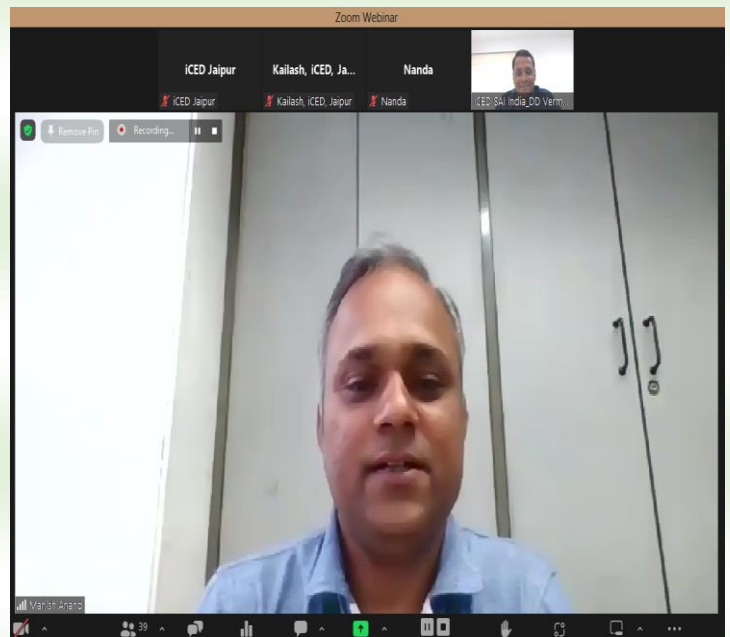 Zoom Webinar
iCED Jaipur
Kailash, iCED, Ja...
Nanda
iCED Jaipur
Kailash, iCED, Jaipur
Nanda
iCED SAI India_DD Verm...
Remove Pin
Recording...
Manish Anand
39